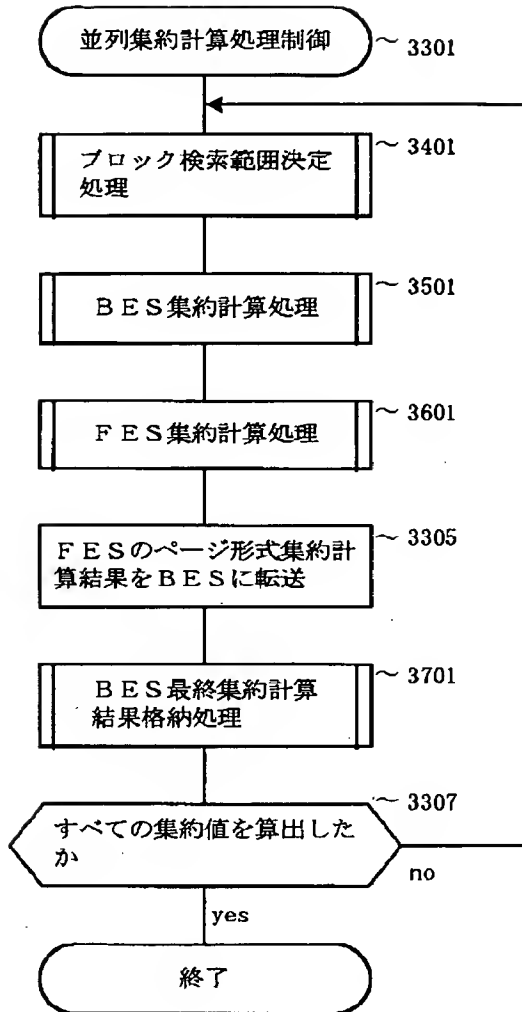 並列集約計算処理制御
～3301
ブロック検索範囲決定
処理
～3401
ＢＥＳ集約計算処理
～3501
ＦＥＳ集約計算処理
～3601
ＦＥＳのページ形式集約計
算結果をＢＥＳに転送
～3305
ＢＥＳ最終集約計算
結果格納処理
～3701
すべての集約値を算出した
か
～3307
no
yes
終了